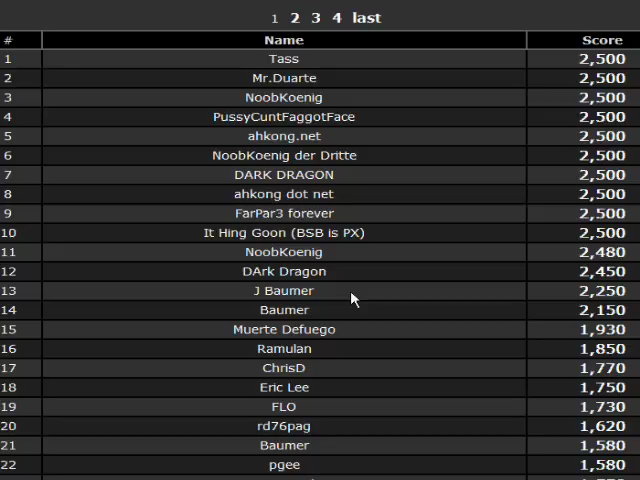 1 2 3 4 last
# Name Score
1 Tass 2,500
2 Mr.Duarte 2,500
3 NoobKoenig 2,500
4 PussyCuntFaggotFace 2,500
5 ahkong.net 2,500
6 NoobKoenig der Dritte 2,500
7 DARK DRAGON 2,500
8 ahkong dot net 2,500
9 FarPar3 forever 2,500
10 It Hing Goon (BSB is PX) 2,500
11 NoobKoenig 2,480
12 DArk Dragon 2,450
13 J Baumer 2,250
14 Baumer 2,150
15 Muerte Defuego 1,930
16 Ramulan 1,850
17 ChrisD 1,770
18 Eric Lee 1,750
19 FLO 1,730
20 rd76pag 1,620
21 Baumer 1,580
22 pgee 1,580